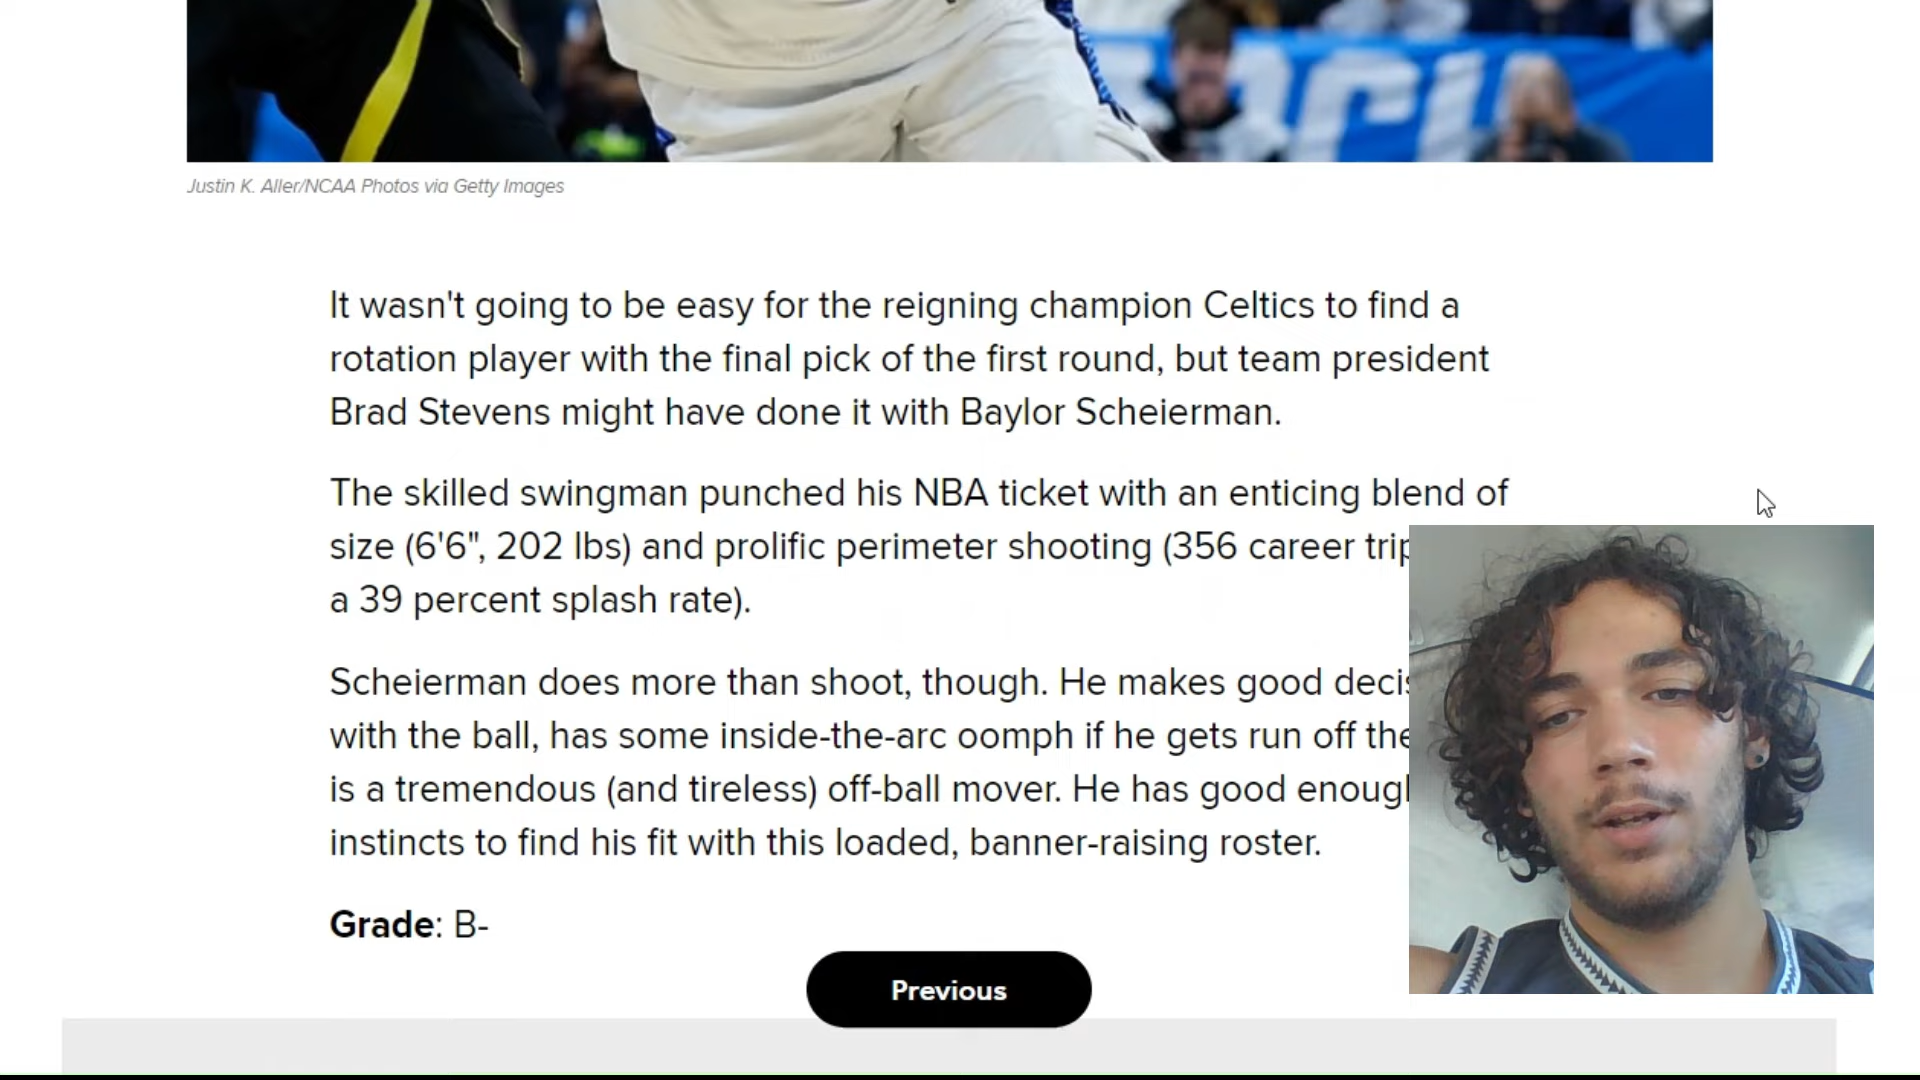 Justin K. Aller/NCAA Photos via Getty Images
It wasn't going to be easy for the reigning champion Celtics to find a
rotation player with the final pick of the first round, but team president
Brad Stevens might have done it with Baylor Scheierman.
The skilled swingman punched his NBA ticket with an enticing blend of
size (6'6", 202 lbs) and prolific perimeter shooting (356 career
a 39 percent splash rate).
Scheierman does more than shoot, though. He makes good
with the ball, has some inside-the-arc oomph if he gets run off
is a tremendous (and tireless) off-ball mover. He has good
instincts to find his fit with this loaded, banner-raising roster.
Grade: B-
Previous